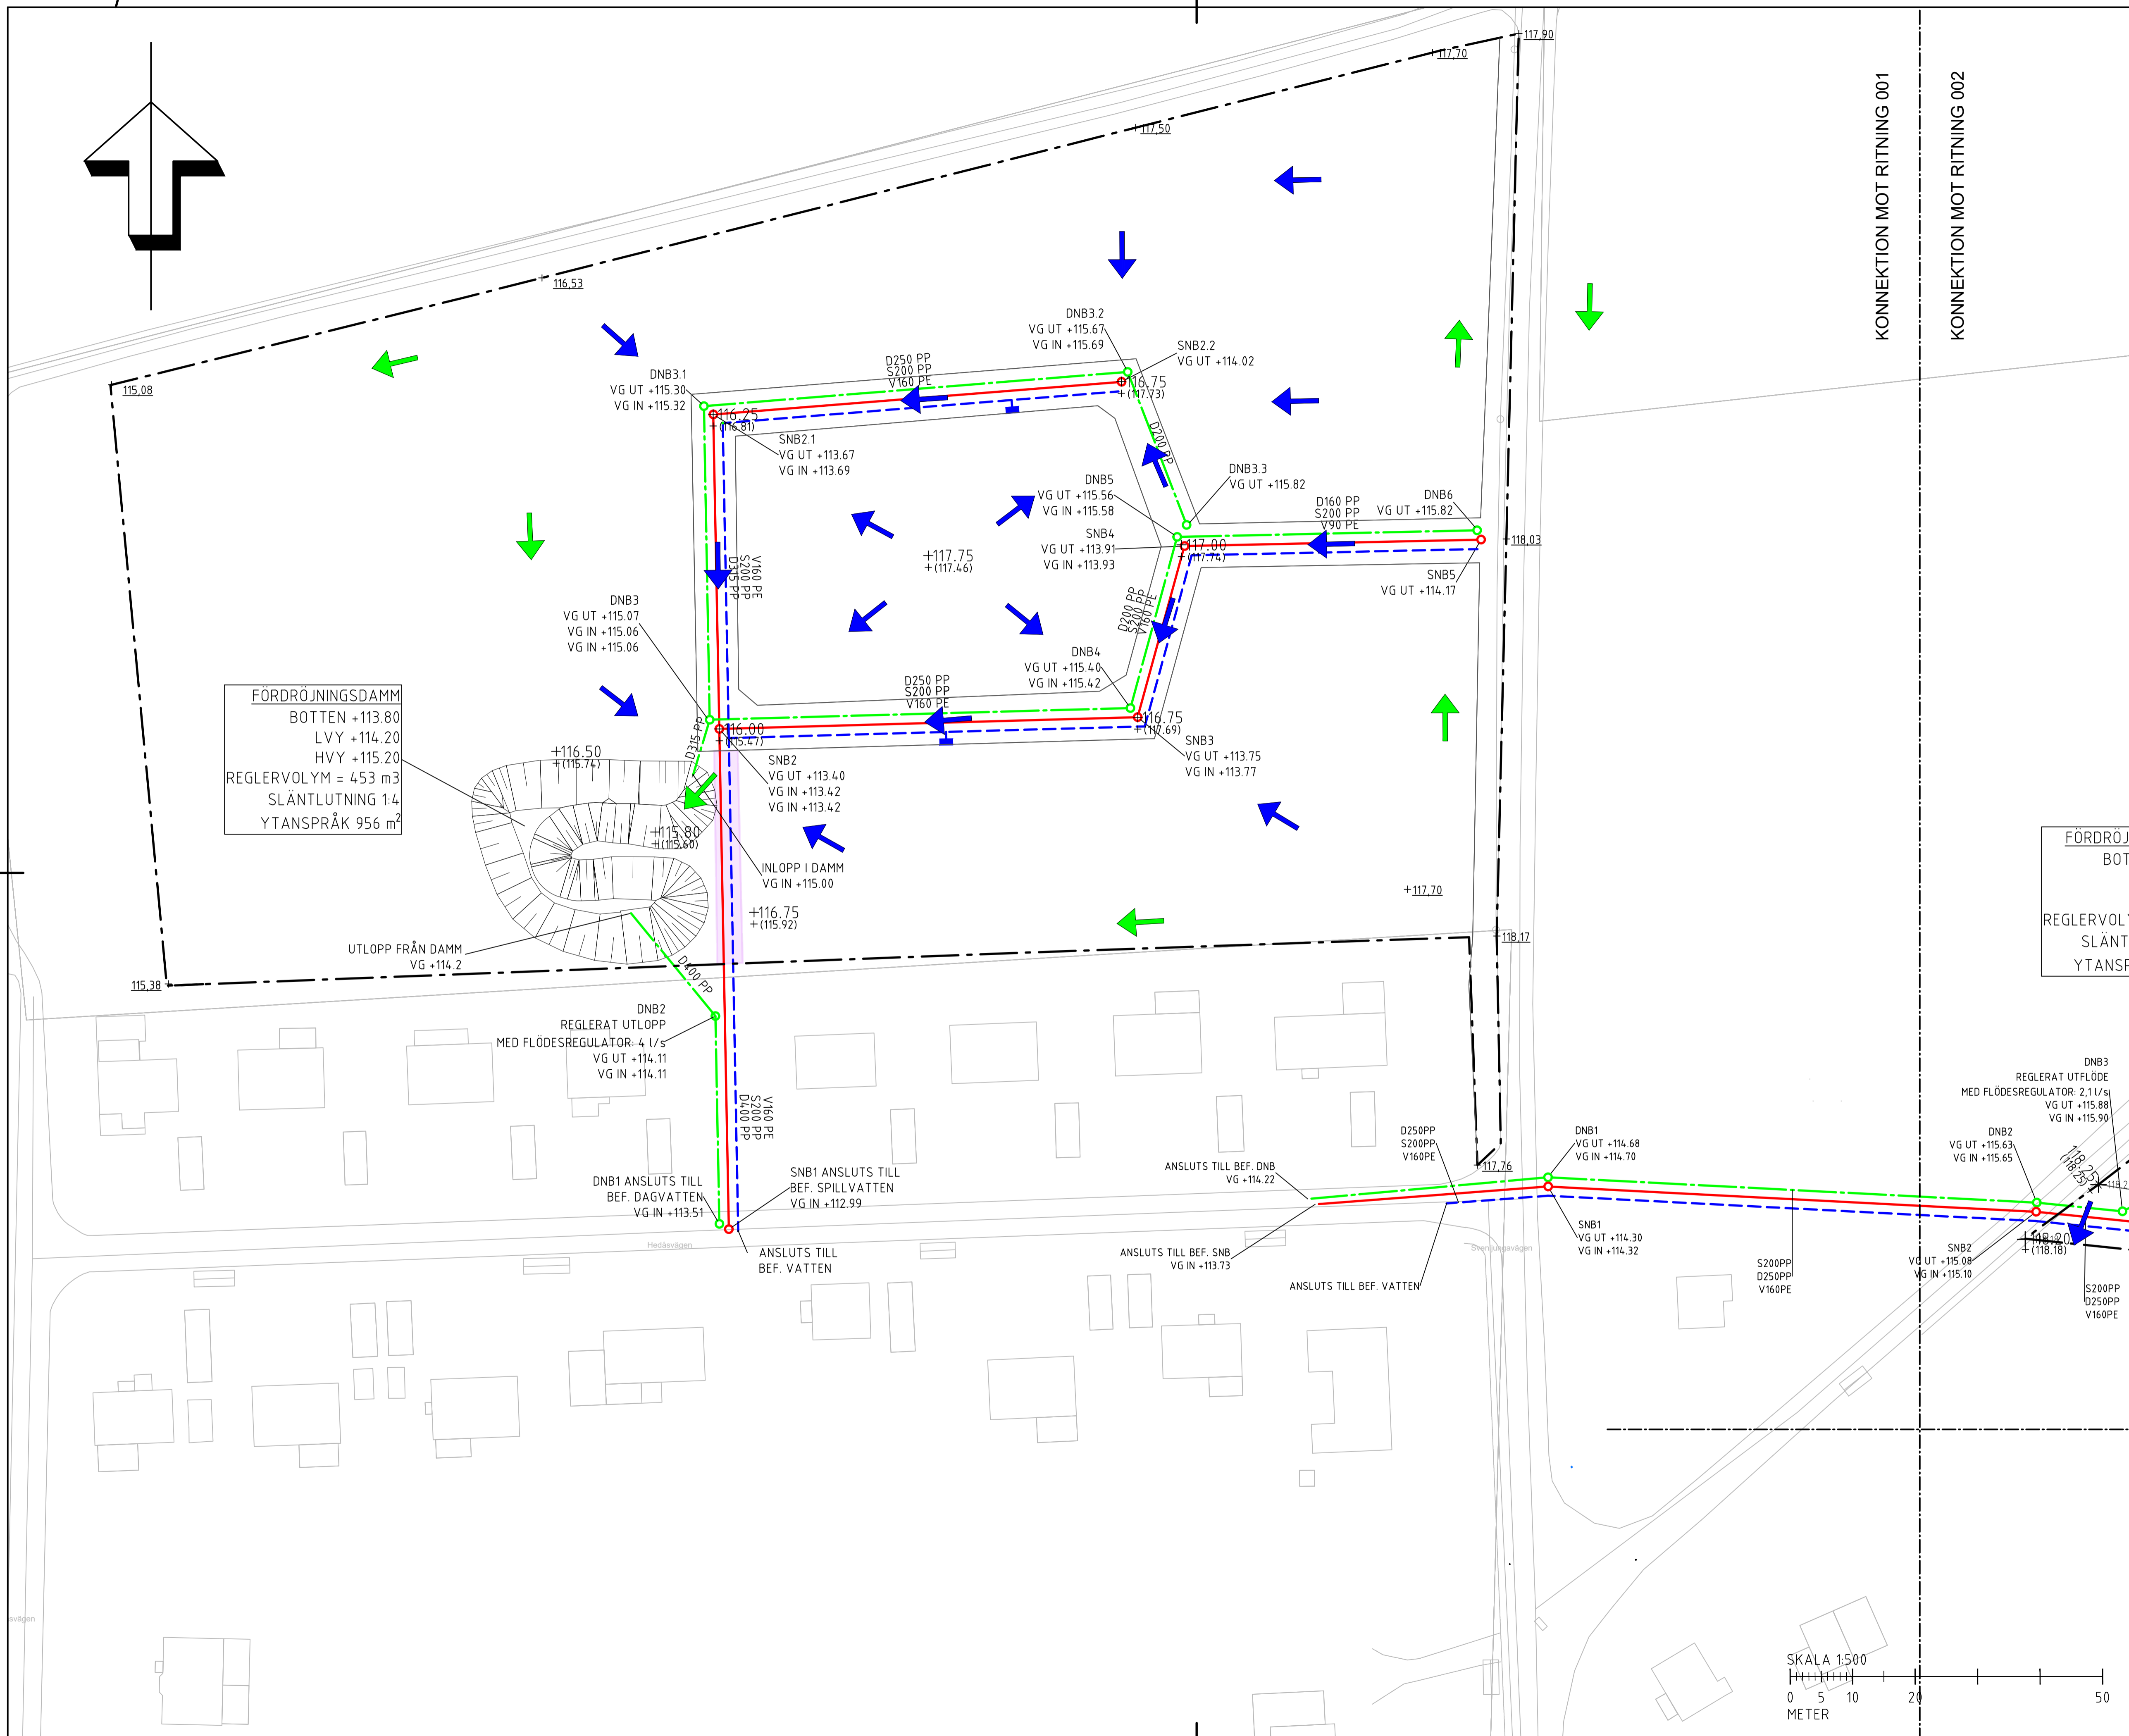 117,90
117,70
KONNEKTION MOT RITNING 001
KONNEKTION MOT RITNING 002
117,50
116,53
115,08
DNB3.2
VG UT +115.67
VG IN +115.69
SNB2.2
VG UT +114.02
D250 PP
S200 PP
V160 PE
DNB3.1
VG UT +115.30
VG IN +115.32
116.75
(117.73)
116.25
(116.81)
SNB2.1
VG UT +113.67
VG IN +113.69
D200 PP
DNB3.3
VG UT +115.82
DNB5
VG UT +115.56
VG IN +115.58
SNB4
VG UT +113.91
VG IN +113.93
D160 PP
S200 PP
V90 PE
DNB6
VG UT +115.82
118,03
117.00
(117.74)
SNB5
VG UT +114.17
117.75
(117.46)
V160 PE
S200 PP
D315 PP
D200 PP
S200 PP
V160 PE
DNB3
VG UT +115.07
VG IN +115.06
VG IN +115.06
DNB4
VG UT +115.40
VG IN +115.42
D250 PP
S200 PP
V160 PE
FÖRDRÖJNINGSDAMM
BOTTEN +113.80
LVY +114.20
HVY +115.20
REGLERVOLYM = 453 m3
SLÄNTLUTNING 1:4
YTANSPRÅK 956 m²
D315 PP
116.00
(115.47)
116.75
(117.69)
SNB3
VG UT +113.75
VG IN +113.77
116.50
(115.74)
SNB2
VG UT +113.40
VG IN +113.42
VG IN +113.42
115.80
(115.60)
INLOPP I DAMM
VG IN +115.00
116.75
(115.92)
117,70
118,17
UTLOPP FRÅN DAMM
VG +114.2
115,38
D400 PP
DNB2
REGLERAT UTLOPP
MED FLÖDESREGULATOR: 4 l/s
VG UT +114.11
VG IN +114.11
V160 PE
S200 PP
D400 PP
DNB1 ANSLUTS TILL
BEF. DAGVATTEN
VG IN +113.51
SNB1 ANSLUTS TILL
BEF. SPILLVATTEN
VG IN +112.99
ANSLUTS TILL
BEF. VATTEN
Hedåsvägen
ANSLUTS TILL BEF. DNB
VG +114.22
D250PP
S200PP
V160PE
117,76
DNB1
VG UT +114.68
VG IN +114.70
ANSLUTS TILL BEF. SNB
VG IN +113.73
ANSLUTS TILL BEF. VATTEN
SNB1
VG UT +114.30
VG IN +114.32
S200PP
D250PP
V160PE
FÖRDRÖJ
BOT
REGLERVOLY
SLÄNT
YTANSP
DNB3
REGLERAT UTFLÖDE
MED FLÖDESREGULATOR: 2,1 l/s
VG UT +115.88
VG IN +115.90
DNB2
VG UT +115.63
VG IN +115.65
118.25
(118.25)
118.2
118.20
(118.18)
SNB2
VG UT +115.08
VG IN +115.10
S200PP
D250PP
V160PE
svägen
SKALA 1:500
0 5 10 20 50
METER